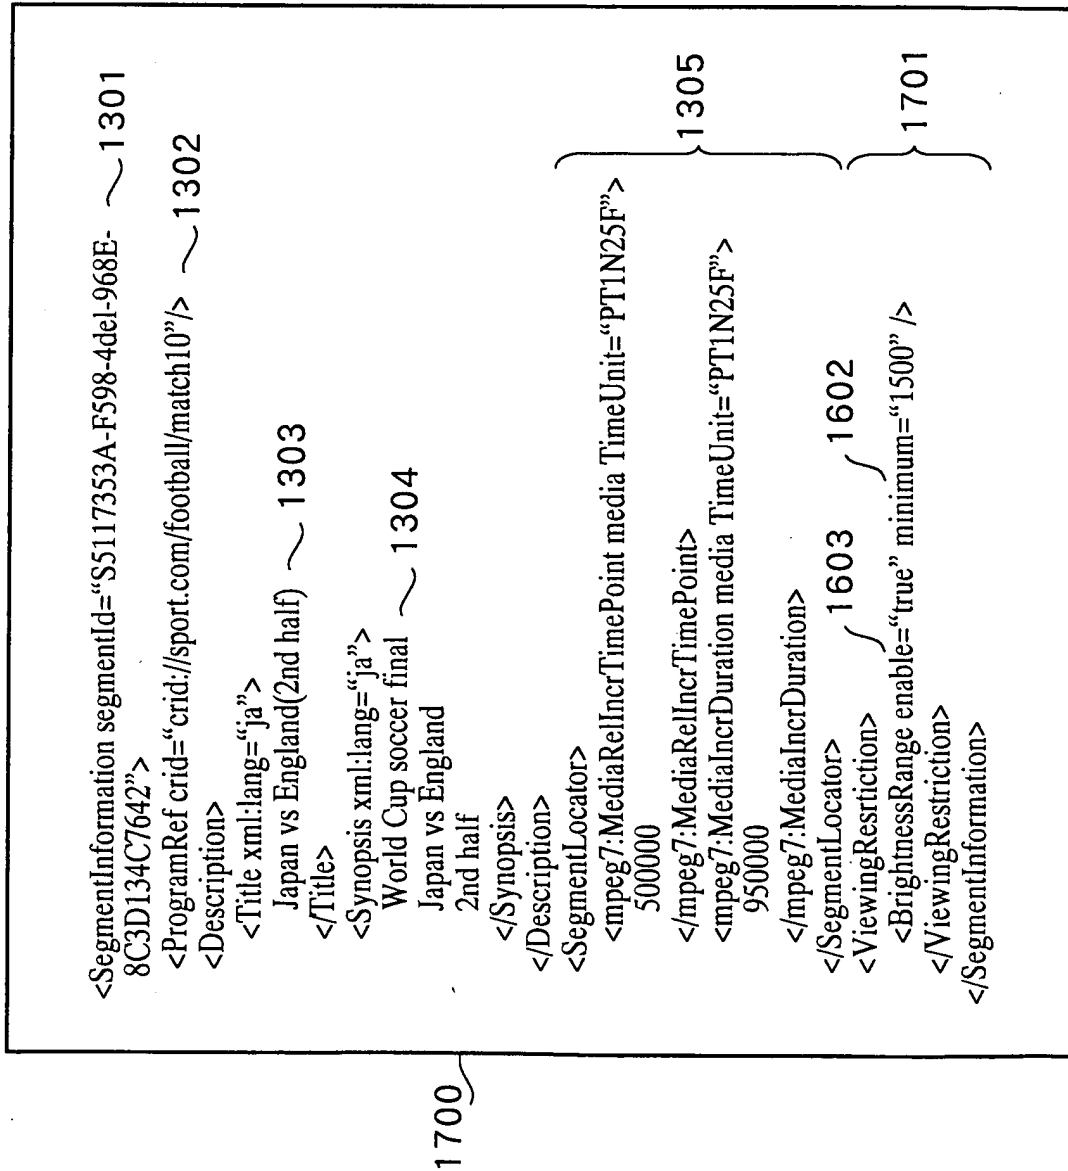 <SegmentInformation segmentId=“S5117353A-F598-4del-968E- 1301
8C3D134C7642”>
<ProgramRef crid=“crid://sport.com/football/match10”/> 1302
<Description>
<Title xml:lang=“ja”>
Japan vs England(2nd half) 1303
</Title>
<Synopsis xml:lang=“ja”>
World Cup soccer final 1304
Japan vs England
2nd half
</Synopsis>
</Description>
<SegmentLocator>
<mpeg7:MediaRelIncrTimePoint media TimeUnit=“PT1N25F”>
500000
</mpeg7:MediaRelIncrTimePoint>
<mpeg7:MediaIncrDuration media TimeUnit=“PT1N25F”>
950000
</mpeg7:MediaIncrDuration>
</SegmentLocator>
1305
<ViewingResrtiction> 1603 1602
<BrightnessRange enable=“true” minimum=“1500” />
</ViewingRestriction>
1701
</SegmentInformation>
1700